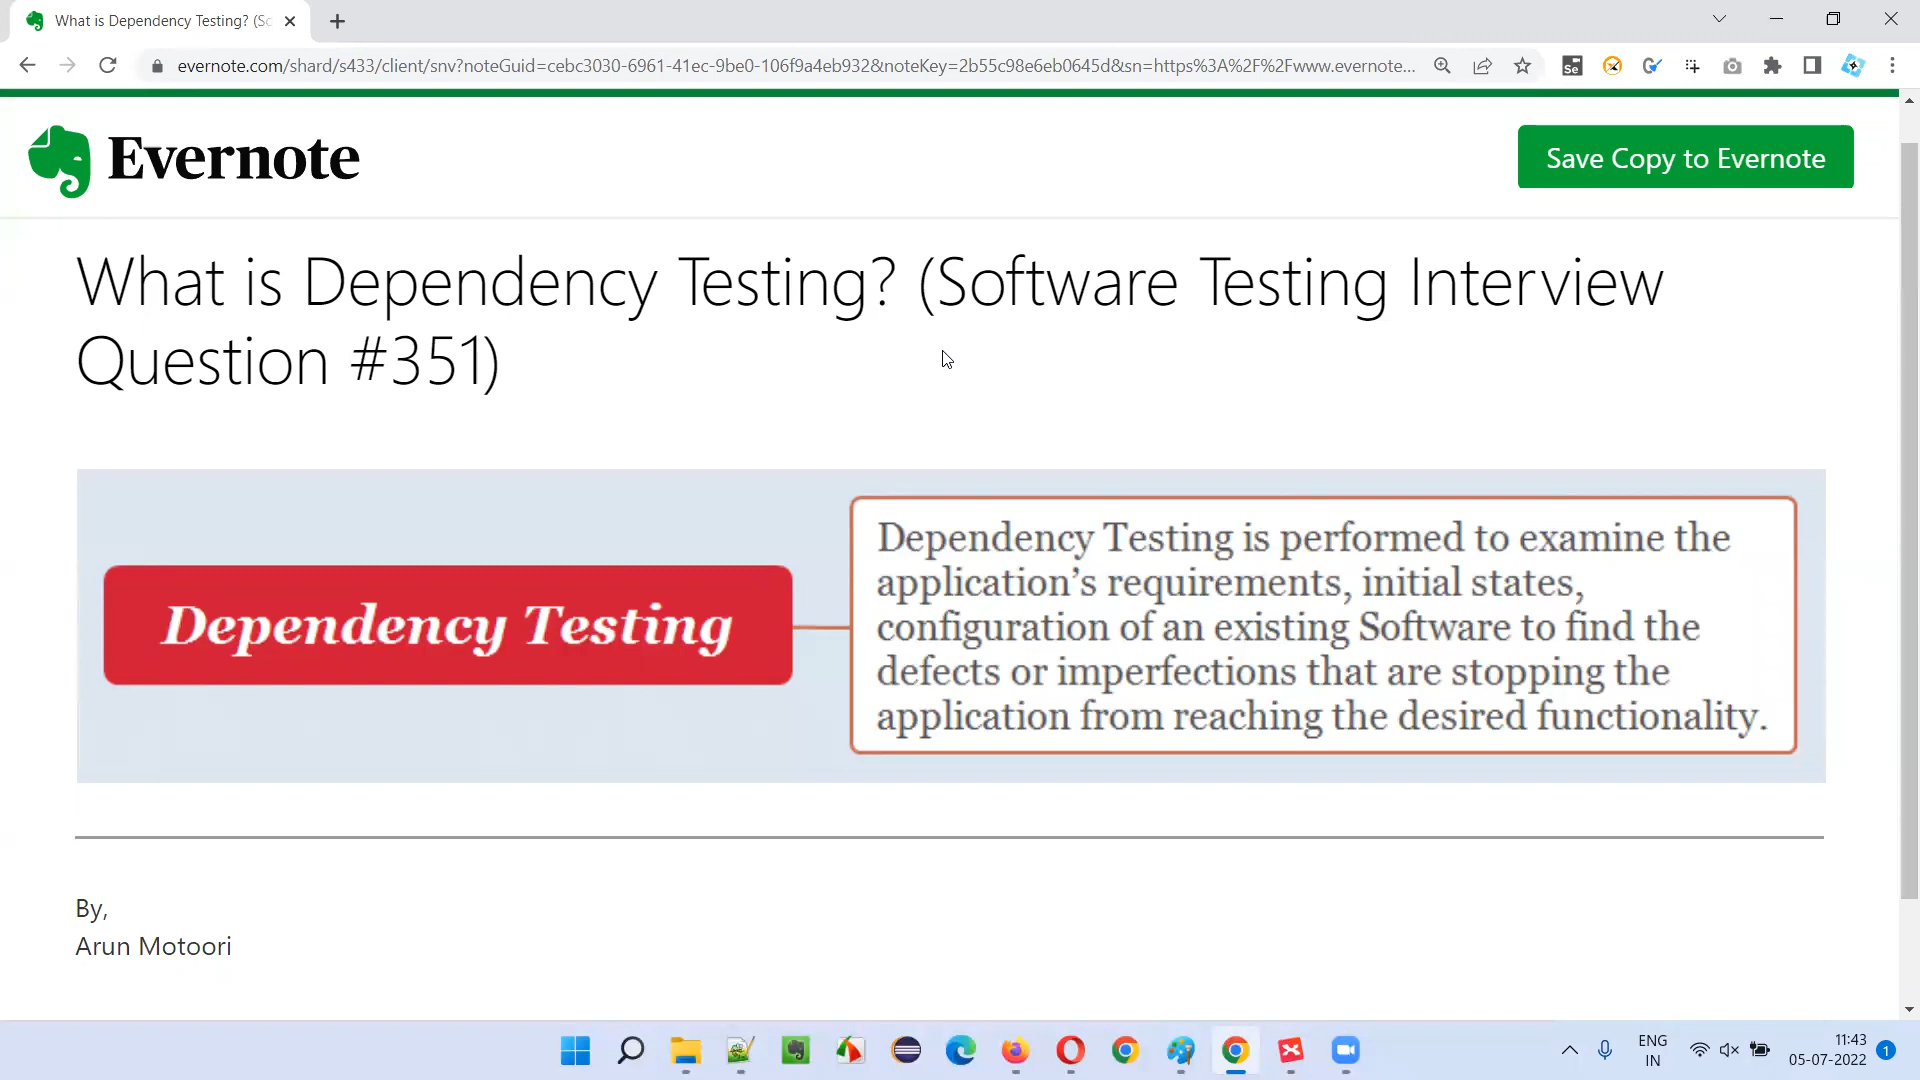 What is Dependency Testing? (Sc
evernote.com/shard/s433/client/snv?noteGuid=cebc3030-6961-41ec-9be0-106f9a4eb932&noteKey=2b55c98e6eb0645d&sn=https%3A%2F%2Fwww.evernote...
Se
Evernote
Save Copy to Evernote
What is Dependency Testing? (Software Testing Interview
Question #351)
Dependency Testing
Dependency Testing is performed to examine the
application’s requirements, initial states,
configuration of an existing Software to find the
defects or imperfections that are stopping the
application from reaching the desired functionality.
By,
Arun Motoori
ENG
IN
11:43
05-07-2022
1